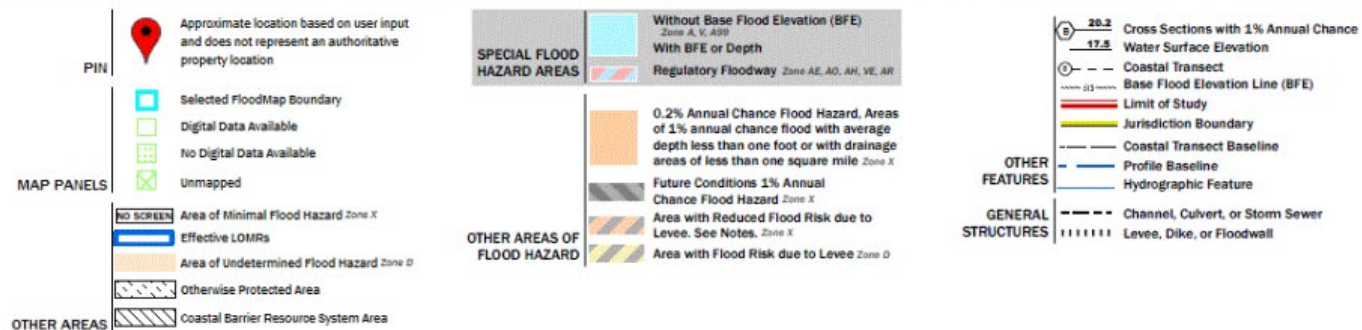 PIN
Approximate location based on user input
and does not represent an authoritative
property location
MAP PANELS
Selected FloodMap Boundary
Digital Data Available
No Digital Data Available
Unmapped
OTHER AREAS
NO SCREEN Area of Minimal Flood Hazard Zone X
Effective LOMRs
Area of Undetermined Flood Hazard Zone D
Otherwise Protected Area
Coastal Barrier Resource System Area
SPECIAL FLOOD
HAZARD AREAS
Without Base Flood Elevation (BFE)
Zone A, V, A99
With BFE or Depth
Regulatory Floodway Zone AE, AO, AH, VE, AR
OTHER AREAS OF
FLOOD HAZARD
0.2% Annual Chance Flood Hazard, Areas
of 1% annual chance flood with average
depth less than one foot or with drainage
areas of less than one square mile Zone X
Future Conditions 1% Annual
Chance Flood Hazard Zone X
Area with Reduced Flood Risk due to
Levee. See Notes. Zone X
Area with Flood Risk due to Levee Zone D
OTHER
FEATURES
B 20.2 Cross Sections with 1% Annual Chance
17.5 Water Surface Elevation
Coastal Transect
Base Flood Elevation Line (BFE)
Limit of Study
Jurisdiction Boundary
Coastal Transect Baseline
Profile Baseline
Hydrographic Feature
GENERAL
STRUCTURES
Channel, Culvert, or Storm Sewer
Levee, Dike, or Floodwall